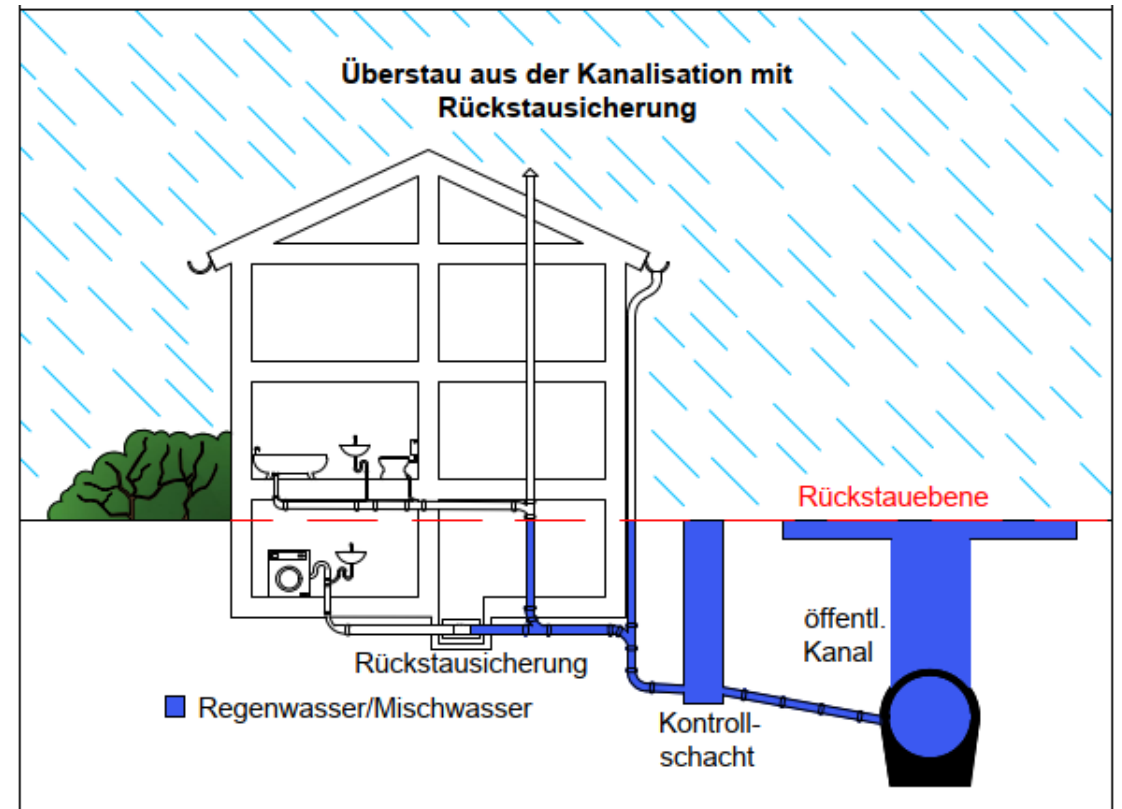 Überstau aus der Kanalisation mit
Rückstausicherung
Rückstauebene
öffentl.
Kanal
Rückstausicherung
Regenwasser/Mischwasser
Kontroll-
schacht